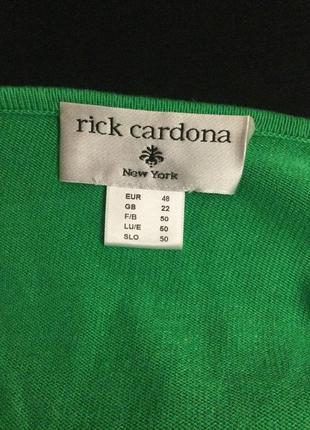 rick cardona
New York
EUR 48
GB 22
F/B 50
LU/E 50
SLO 50